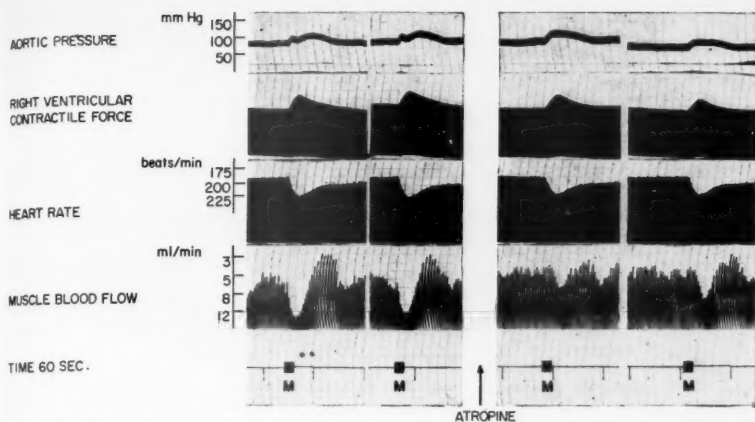 mm Hg
150
AORTIC PRESSURE
100
50
RIGHT VENTRICULAR
CONTRACTILE FORCE
beats/min
175
200
HEART RATE
225
ml/min
3
5
MUSCLE BLOOD FLOW
8
12
TIME 60 SEC.
M M M M
ATROPINE